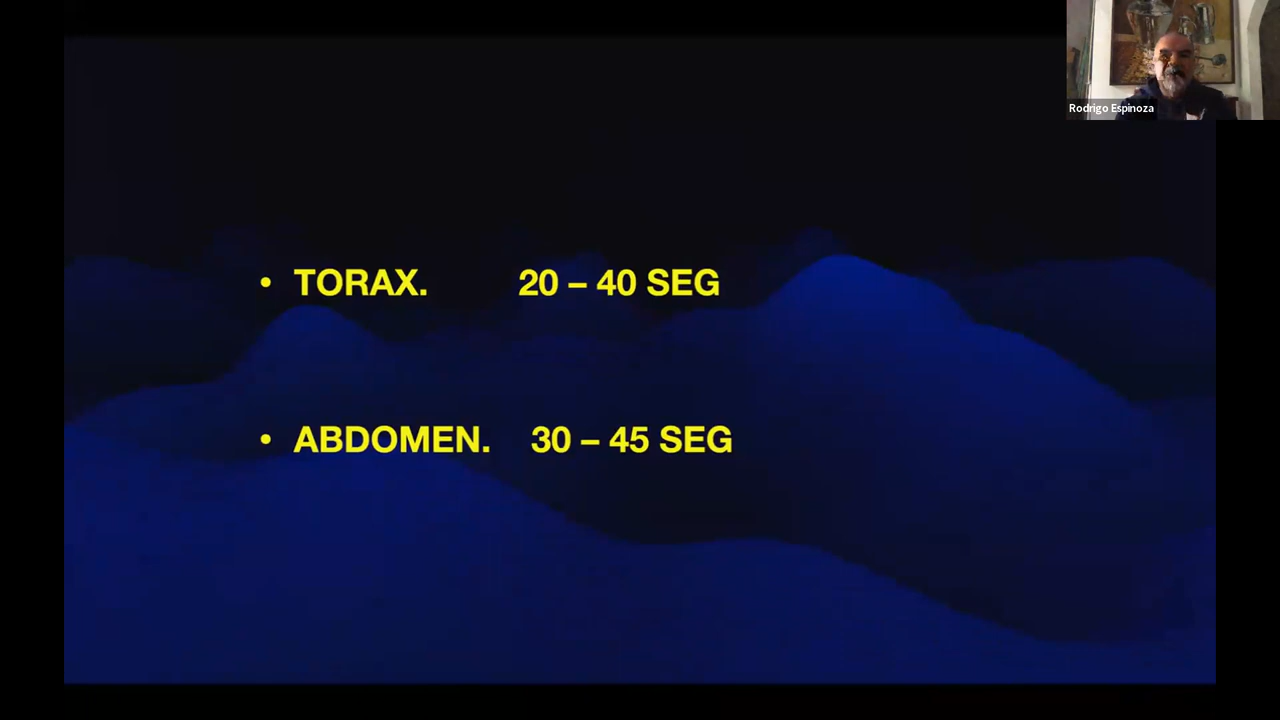 Rodrigo Espinoza
• TORAX. 20 – 40 SEG
• ABDOMEN. 30 – 45 SEG